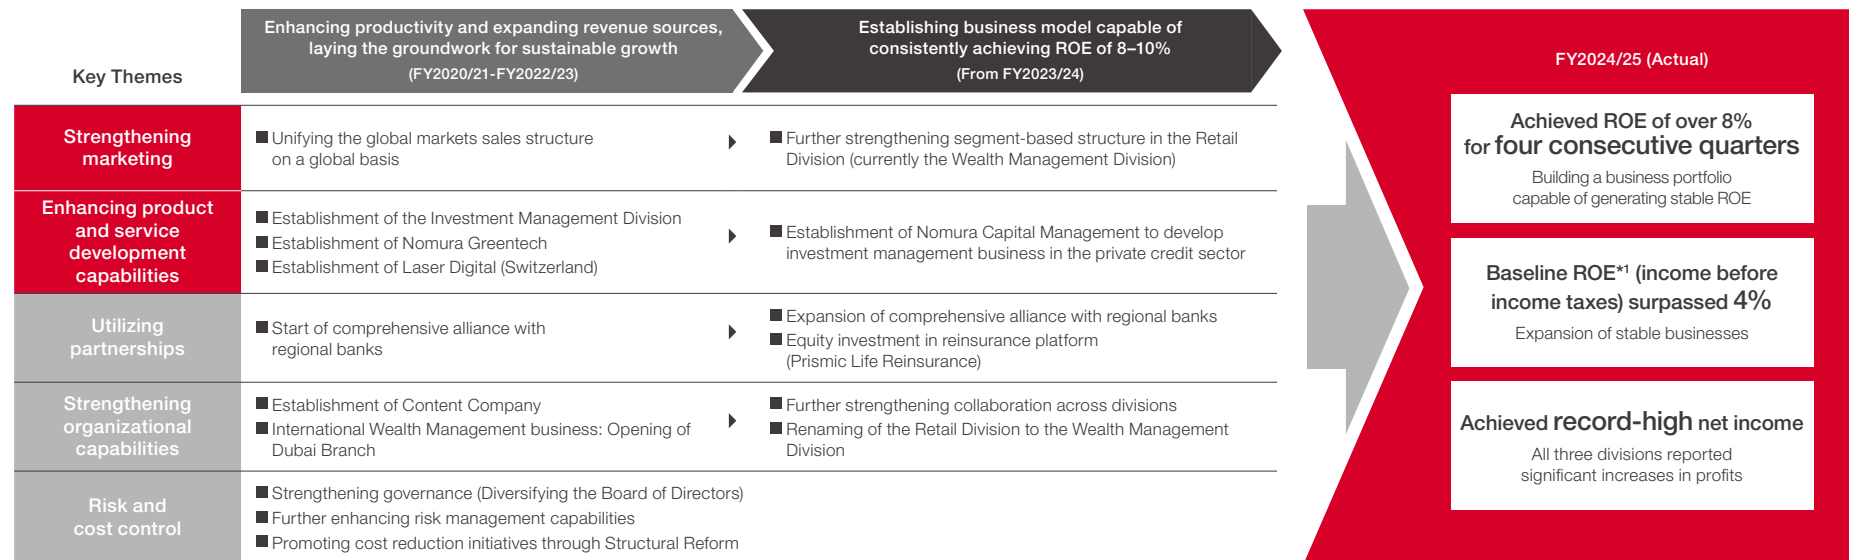 Key Themes
Enhancing productivity and expanding revenue sources,
laying the groundwork for sustainable growth
(FY2020/21-FY2022/23)
Establishing business model capable of
consistently achieving ROE of 8–10%
(From FY2023/24)
Strengthening
marketing
Unifying the global markets sales structure
on a global basis
Further strengthening segment-based structure in the Retail
Division (currently the Wealth Management Division)
Enhancing product
and service
development
capabilities
Establishment of the Investment Management Division
Establishment of Nomura Greentech
Establishment of Laser Digital (Switzerland)
Establishment of Nomura Capital Management to develop
investment management business in the private credit sector
Utilizing
partnerships
Start of comprehensive alliance with
regional banks
Expansion of comprehensive alliance with regional banks
Equity investment in reinsurance platform
(Prismic Life Reinsurance)
Strengthening
organizational
capabilities
Establishment of Content Company
International Wealth Management business: Opening of
Dubai Branch
Further strengthening collaboration across divisions
Renaming of the Retail Division to the Wealth Management
Division
Risk and
cost control
Strengthening governance (Diversifying the Board of Directors)
Further enhancing risk management capabilities
Promoting cost reduction initiatives through Structural Reform
FY2024/25 (Actual)
Achieved ROE of over 8%
for four consecutive quarters
Building a business portfolio
capable of generating stable ROE
Baseline ROE*1 (income before
income taxes) surpassed 4%
Expansion of stable businesses
Achieved record-high net income
All three divisions reported
significant increases in profits